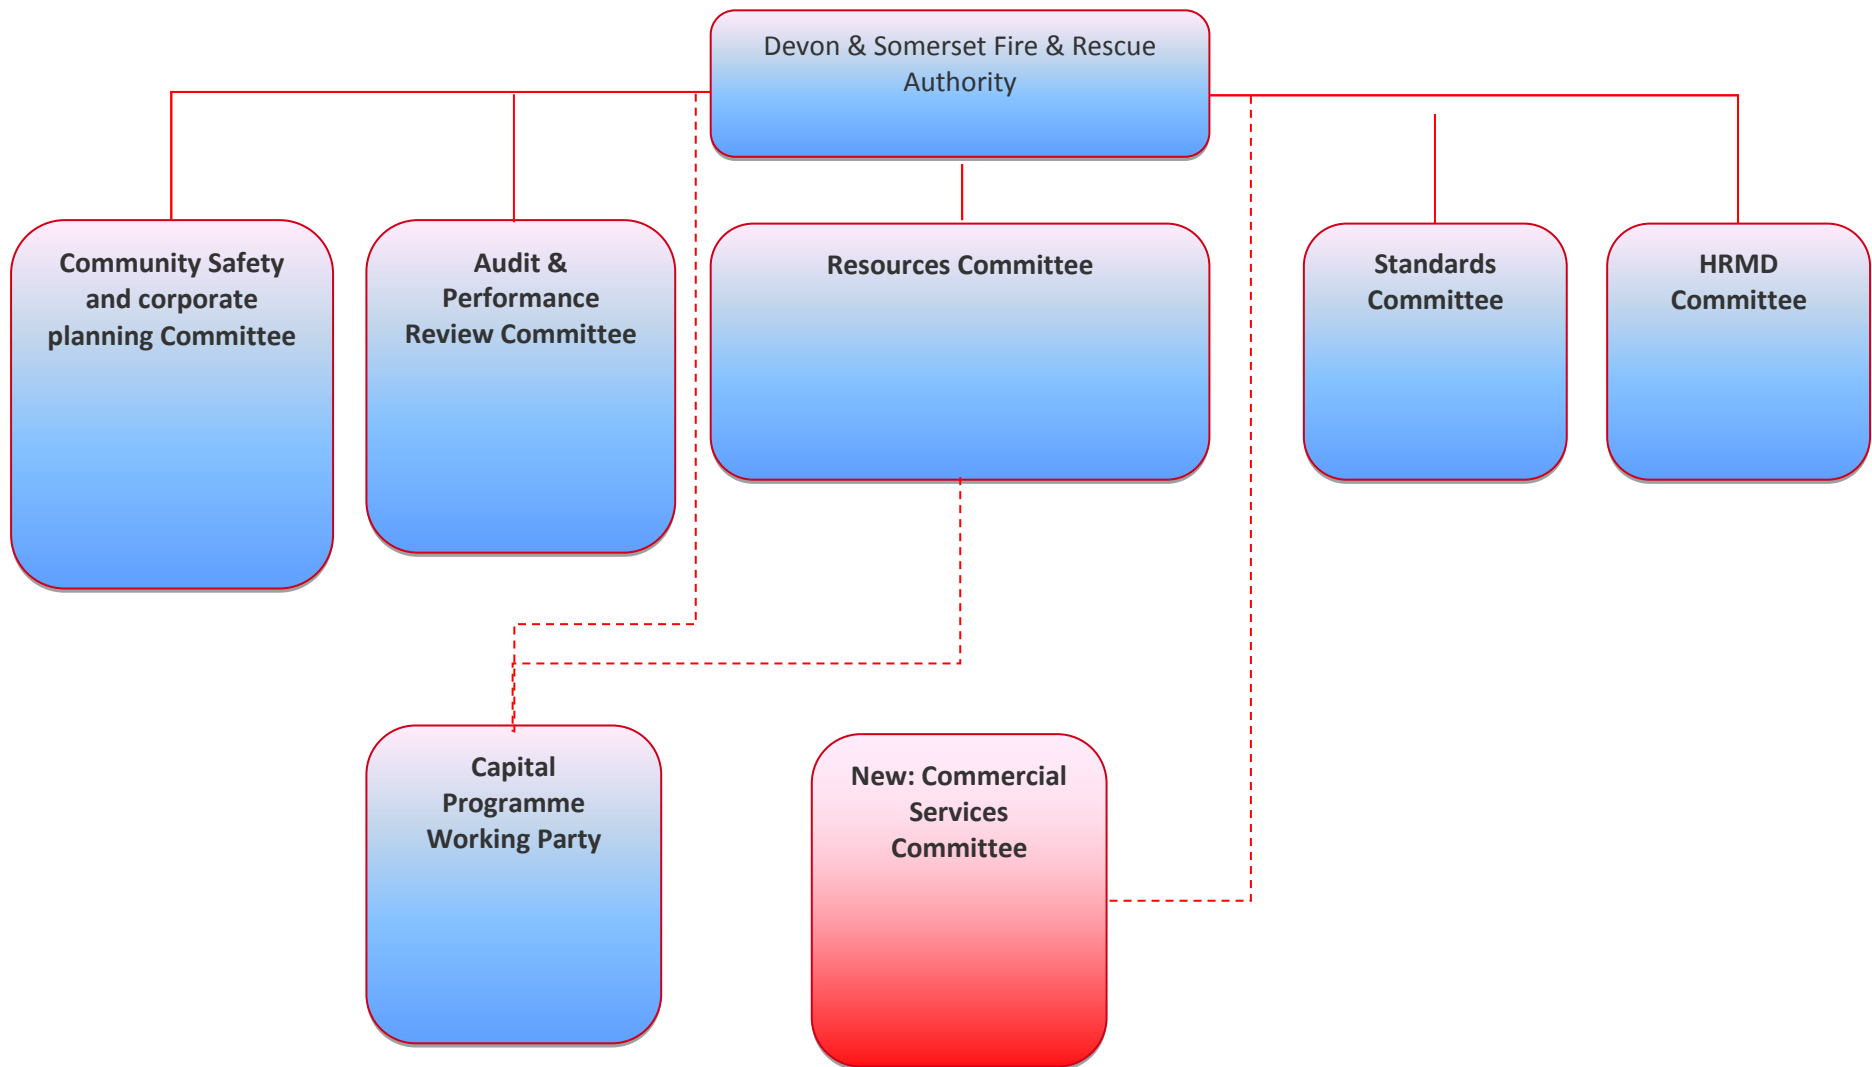 Devon & Somerset Fire & Rescue
Authority
Community Safety
and corporate
planning Committee
Audit &
Performance
Review Committee
Resources Committee
Standards
Committee
HRMD
Committee
Capital
Programme
Working Party
New: Commercial
Services
Committee